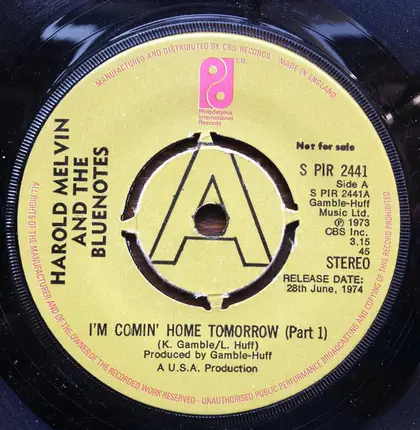 MANUFACTURED AND DISTRIBUTED BY CBS RECORDS MADE IN ENGLAND
T.M.
Philadelphia
International
Records
HAROLD MELVIN
AND THE
BLUENOTES
A
Not for sale
S PIR 2441
Side A
S PIR 2441A
Gamble-Huff
Music Ltd.
℗ 1973
CBS Inc.
3.15
45
STEREO
RELEASE DATE:
28th June, 1974
I'M COMIN' HOME TOMORROW (Part 1)
(K. Gamble/L. Huff)
Produced by Gamble-Huff
A U.S.A. Production
ALL RIGHTS OF THE MANUFACTURER AND OF THE OWNER OF THE RECORDED WORK RESERVED - UNAUTHORISED PUBLIC PERFORMANCE BROADCASTING AND COPYING OF THIS RECORD PROHIBITED